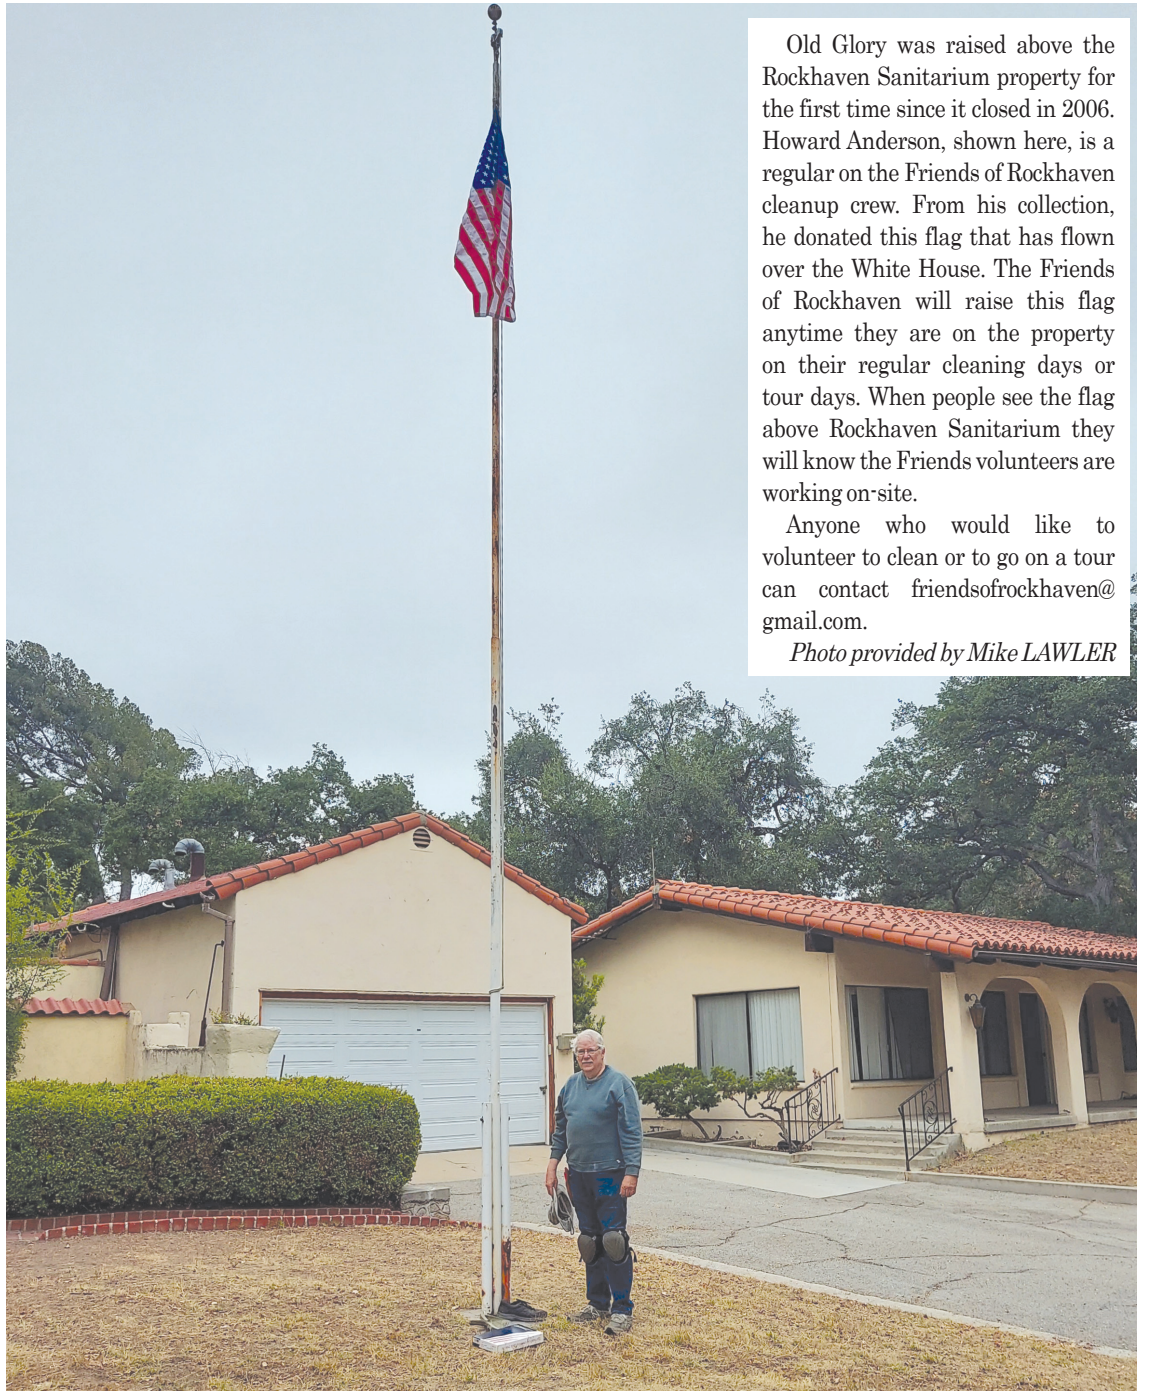 Old Glory was raised above the
Rockhaven Sanitarium property for
the first time since it closed in 2006.
Howard Anderson, shown here, is a
regular on the Friends of Rockhaven
cleanup crew. From his collection,
he donated this flag that has flown
over the White House. The Friends
of Rockhaven will raise this flag
anytime they are on the property
on their regular cleaning days or
tour days. When people see the flag
above Rockhaven Sanitarium they
will know the Friends volunteers are
working on-site.
Anyone who would like to
volunteer to clean or to go on a tour
can contact friendsofrockhaven@
gmail.com.
Photo provided by Mike LAWLER